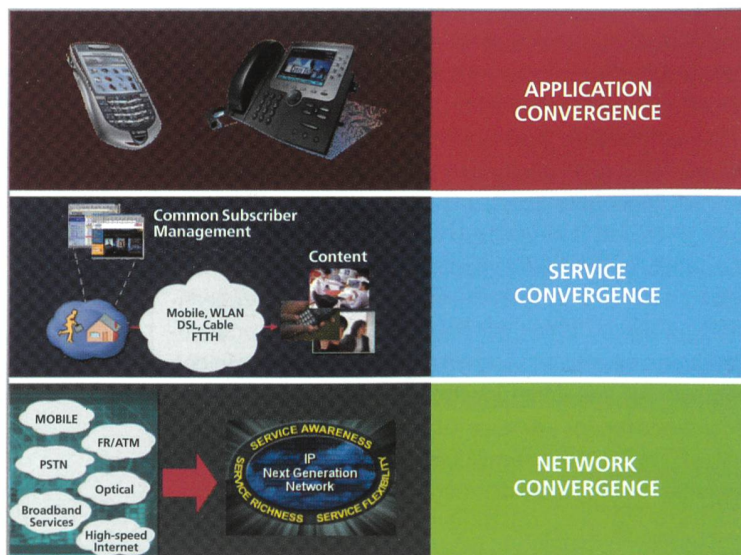 APPLICATION
CONVERGENCE
Common Subscriber
Management
Content
Mobile, WLAN
DSL, Cable
FTTH
SERVICE
CONVERGENCE
MOBILE
FR/ATM
PSTN
Optical
Broadband
Services
High-speed
Internet
SERVICE AWARENESS
IP
Next Generation
Network
SERVICE RICHNESS
SERVICE FLEXIBILITY
NETWORK
CONVERGENCE